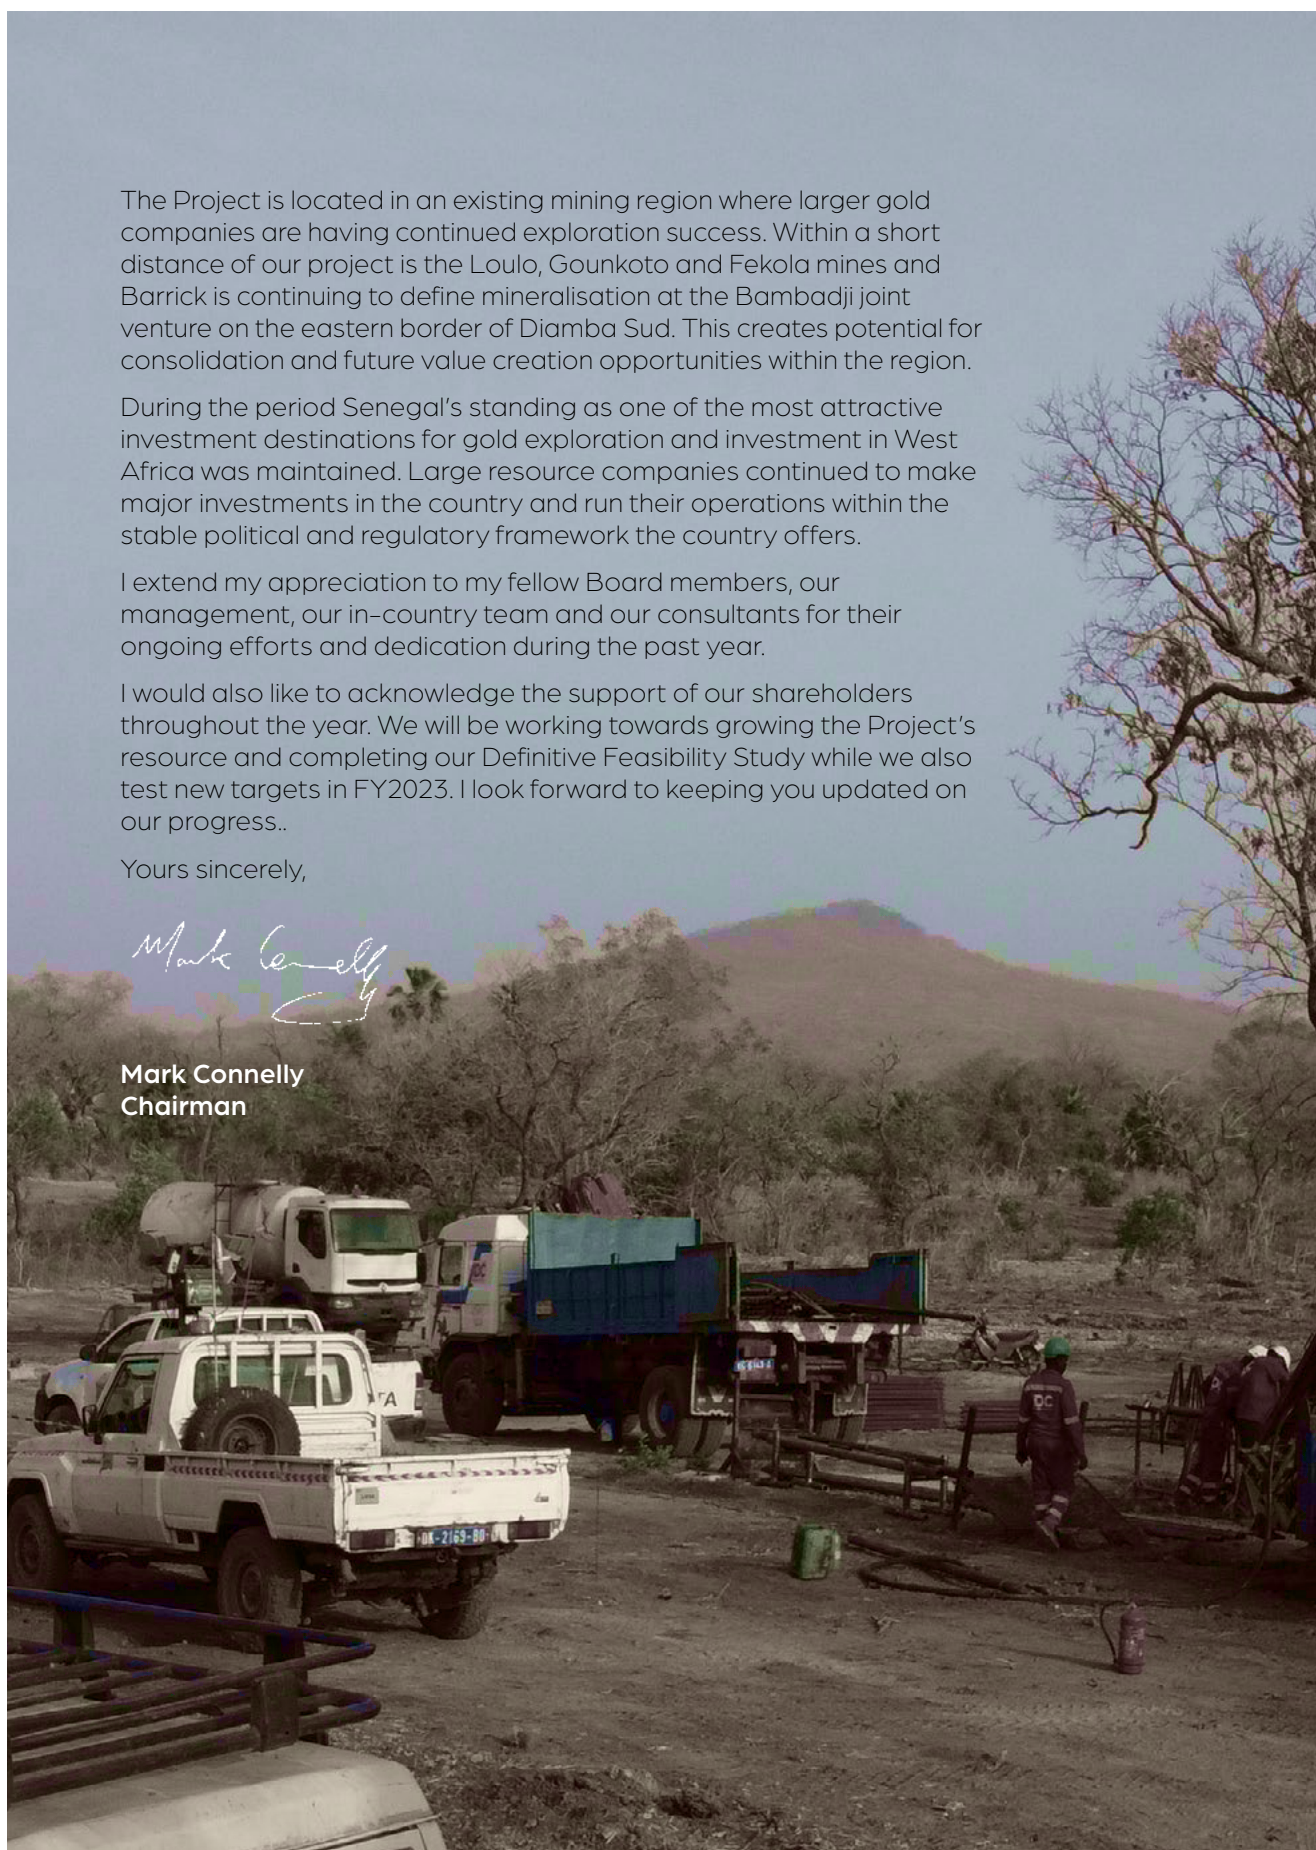 The Project is located in an existing mining region where larger gold
companies are having continued exploration success. Within a short
distance of our project is the Loulo, Gounkoto and Fekola mines and
Barrick is continuing to define mineralisation at the Bambadji joint
venture on the eastern border of Diamba Sud. This creates potential for
consolidation and future value creation opportunities within the region.
During the period Senegal’s standing as one of the most attractive
investment destinations for gold exploration and investment in West
Africa was maintained. Large resource companies continued to make
major investments in the country and run their operations within the
stable political and regulatory framework the country offers.
I extend my appreciation to my fellow Board members, our
management, our in-country team and our consultants for their
ongoing efforts and dedication during the past year.
I would also like to acknowledge the support of our shareholders
throughout the year. We will be working towards growing the Project’s
resource and completing our Definitive Feasibility Study while we also
test new targets in FY2023. I look forward to keeping you updated on
our progress..
Yours sincerely,
Mark Connelly
Mark Connelly
Chairman
IDC
IDC
DK-2169-BD